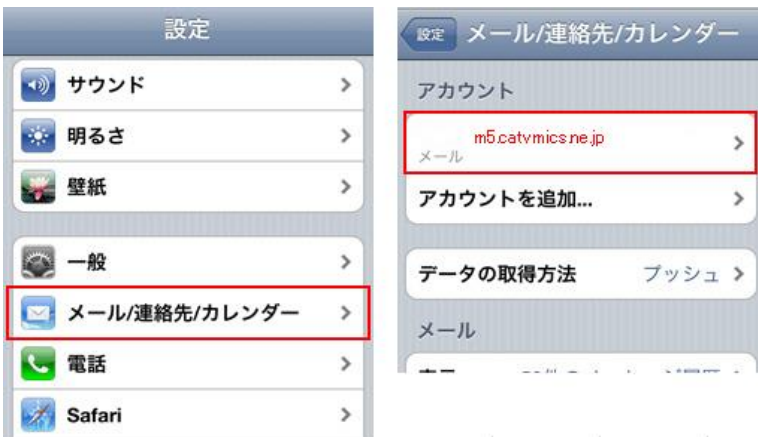 設定
サウンド
明るさ
壁紙
一般
メール/連絡先/カレンダー
電話
Safari
設定 メール/連絡先/カレンダー
アカウント
m5.catvmics.ne.jp
メール
アカウントを追加...
データの取得方法 プッシュ
メール